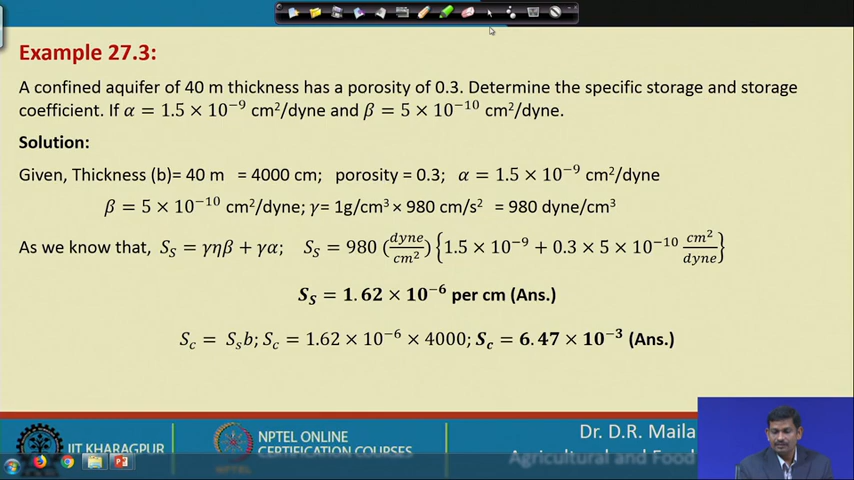 Example 27.3:
A confined aquifer of 40 m thickness has a porosity of 0.3. Determine the specific storage and storage
coefficient. If α = 1.5 × 10⁻⁹ cm²/dyne and β = 5 × 10⁻¹⁰ cm²/dyne.
Solution:
Given, Thickness (b)= 40 m = 4000 cm; porosity = 0.3; α = 1.5 × 10⁻⁹ cm²/dyne
β = 5 × 10⁻¹⁰ cm²/dyne; γ= 1g/cm³ × 980 cm/s² = 980 dyne/cm³
As we know that, S_S = γηβ + γα; S_S = 980 (dyne/cm²) {1.5 × 10⁻⁹ + 0.3 × 5 × 10⁻¹⁰ cm²/dyne}
S_S = 1.62 × 10⁻⁶ per cm (Ans.)
S_c = S_s b; S_c = 1.62 × 10⁻⁶ × 4000; S_c = 6.47 × 10⁻³ (Ans.)
IIT KHARAGPUR
NPTEL ONLINE
CERTIFICATION COURSES
Dr. D.R. Maila
Agricultural and Food